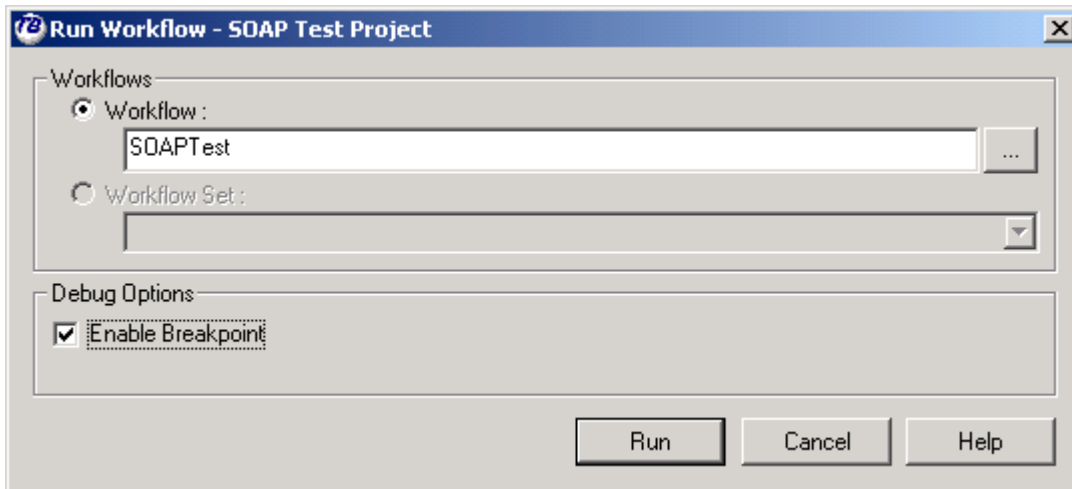 Run Workflow - SOAP Test Project
Workflows
Workflow :
SOAPTest
...
Workflow Set :
Debug Options
Enable Breakpoint
Run Cancel Help